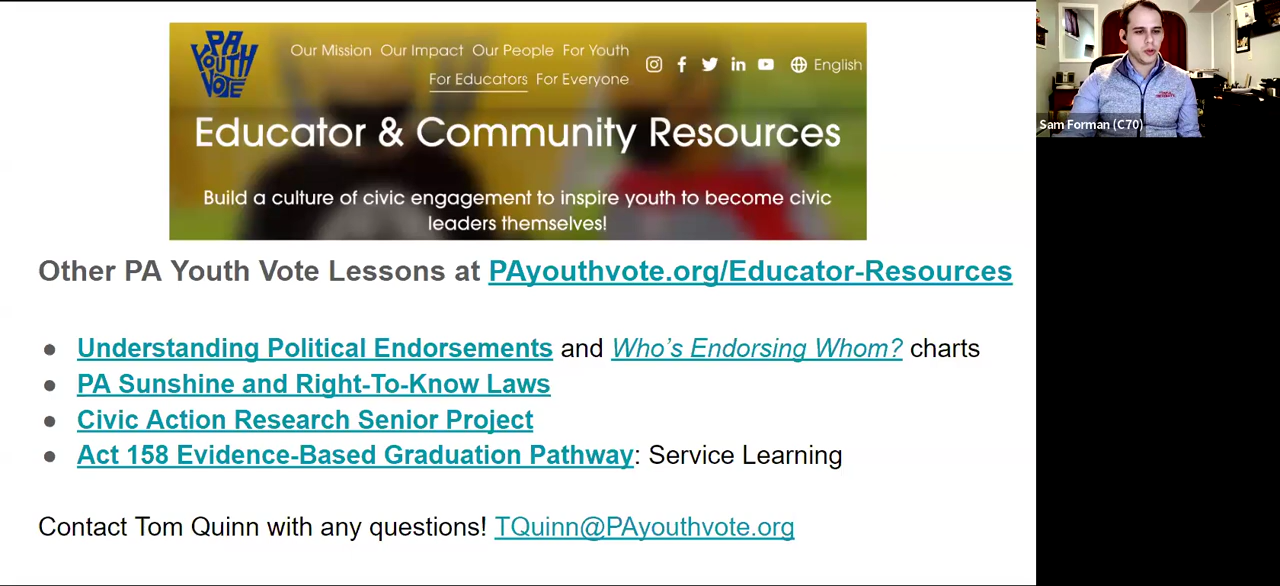 PA
YOUTH
VOTE
Our Mission Our Impact Our People For Youth
For Educators For Everyone
English
Educator & Community Resources
Build a culture of civic engagement to inspire youth to become civic
leaders themselves!
Sam Forman (C70)
Other PA Youth Vote Lessons at PAyouthvote.org/Educator-Resources
● Understanding Political Endorsements and Who's Endorsing Whom? charts
● PA Sunshine and Right-To-Know Laws
● Civic Action Research Senior Project
● Act 158 Evidence-Based Graduation Pathway: Service Learning
Contact Tom Quinn with any questions! TQuinn@PAyouthvote.org